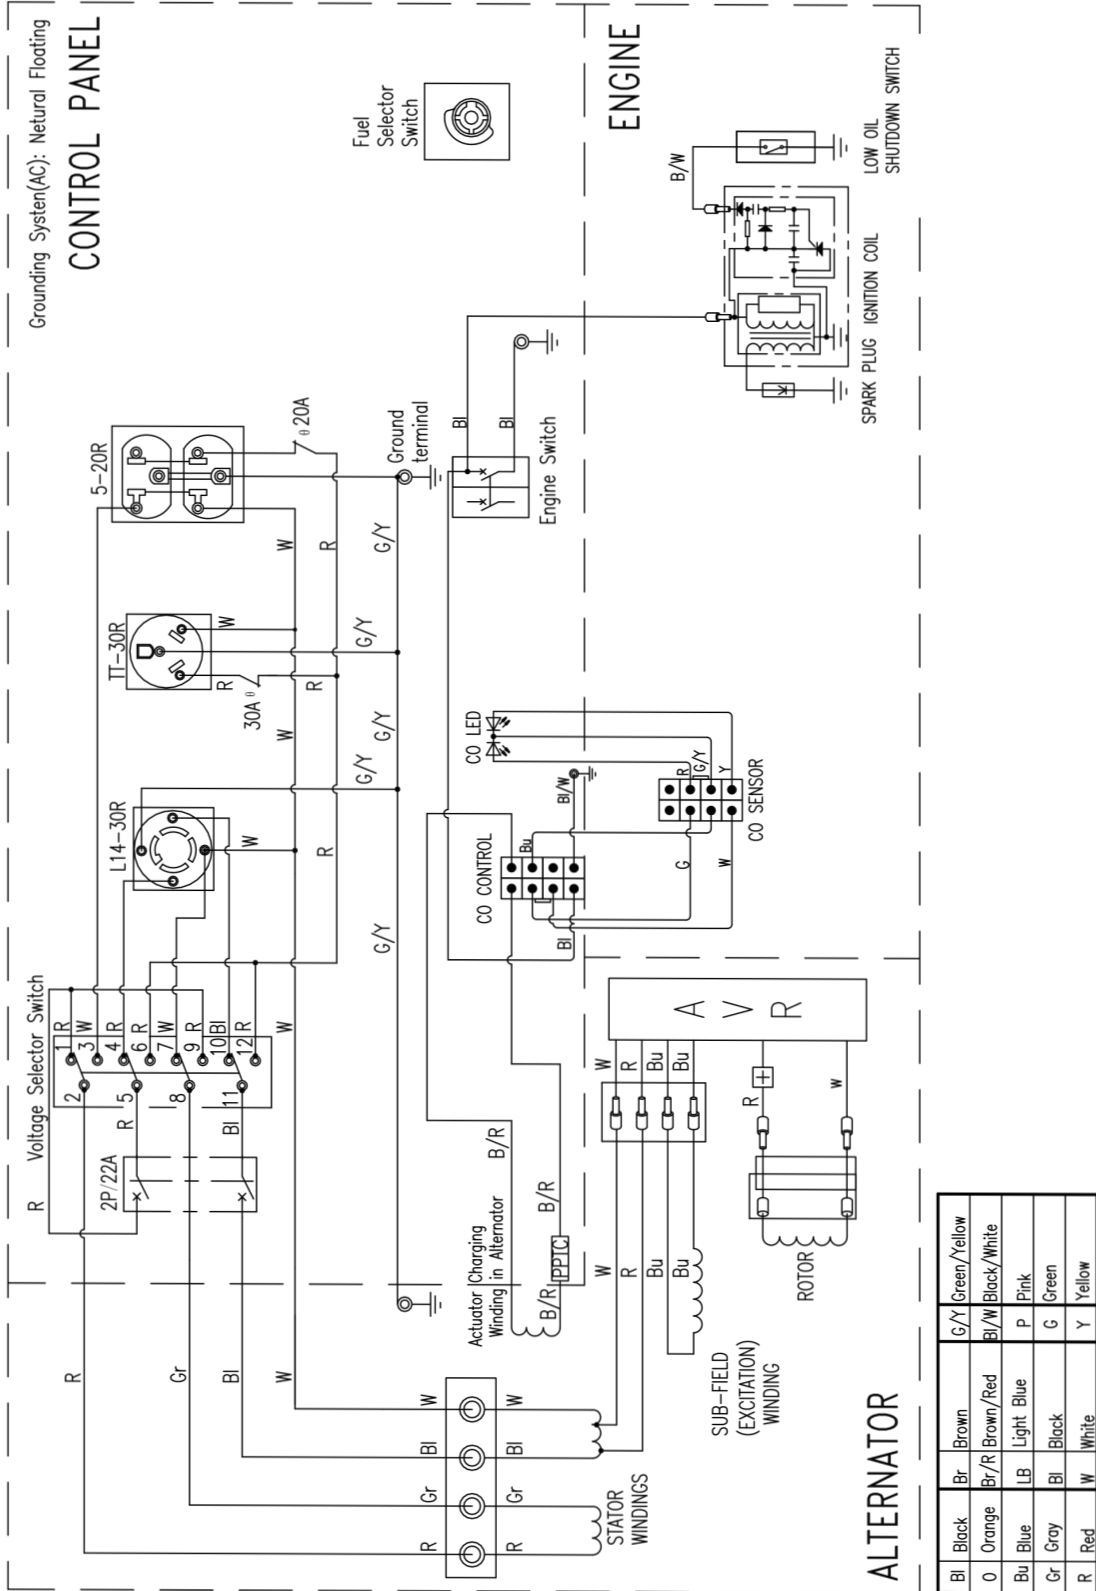 Grounding Systen(AC): Netural Floating
CONTROL PANEL
ENGINE
ALTERNATOR
Fuel
Selector
Switch
5-20R
20A
θ
TT-30R
30A
θ
L14-30R
Voltage Selector Switch
R
1
3
4
6
7
9
10
12
R
W
R
R
W
R
Bl
R
2
5
8
11
R
Bl
2P/22A
W
R
W
R
R
W
W
R
W
G/Y
G/Y
G/Y
G/Y
G/Y
Ground
terminal
Bl
Bl
Engine Switch
B/W
LOW OIL
SHUTDOWN SWITCH
SPARK PLUG
IGNITION COIL
CO LED
CO CONTROL
CO SENSOR
Bu
Bl/W
Bl
R
G/Y
Y
G
W
A
V
R
W
R
Bu
Bu
R
W
W
R
Bu
Bu
ROTOR
B/R
B/R
B/R
PPTC
Actuator Charging
Winding in Alternator
SUB-FIELD
(EXCITATION)
WINDING
R
Gr
Bl
W
R
Gr
Bl
W
R
Gr
Bl
W
STATOR
WINDINGS
Bl Black Br Brown G/Y Green/Yellow
O Orange Br/R Brown/Red Bl/W Black/White
Bu Blue LB Light Blue P Pink
Gr Gray Bl Black G Green
R Red W White Y Yellow